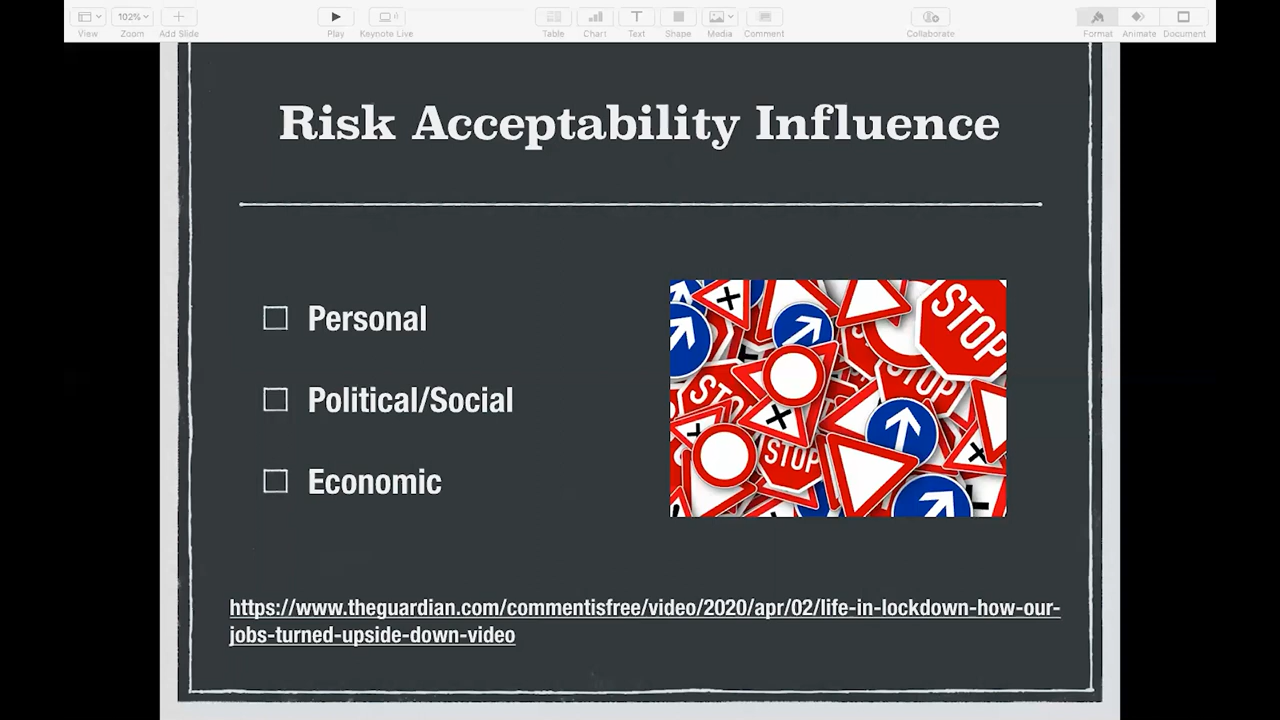 View
102%
Zoom
Add Slide
Play
Keynote Live
Table
Chart
Text
Shape
Media
Comment
Collaborate
Format
Animate
Document
Risk Acceptability Influence
Personal
Political/Social
Economic
STOP
STOP
STOP
STOP
https://www.theguardian.com/commentisfree/video/2020/apr/02/life-in-lockdown-how-our-
jobs-turned-upside-down-video